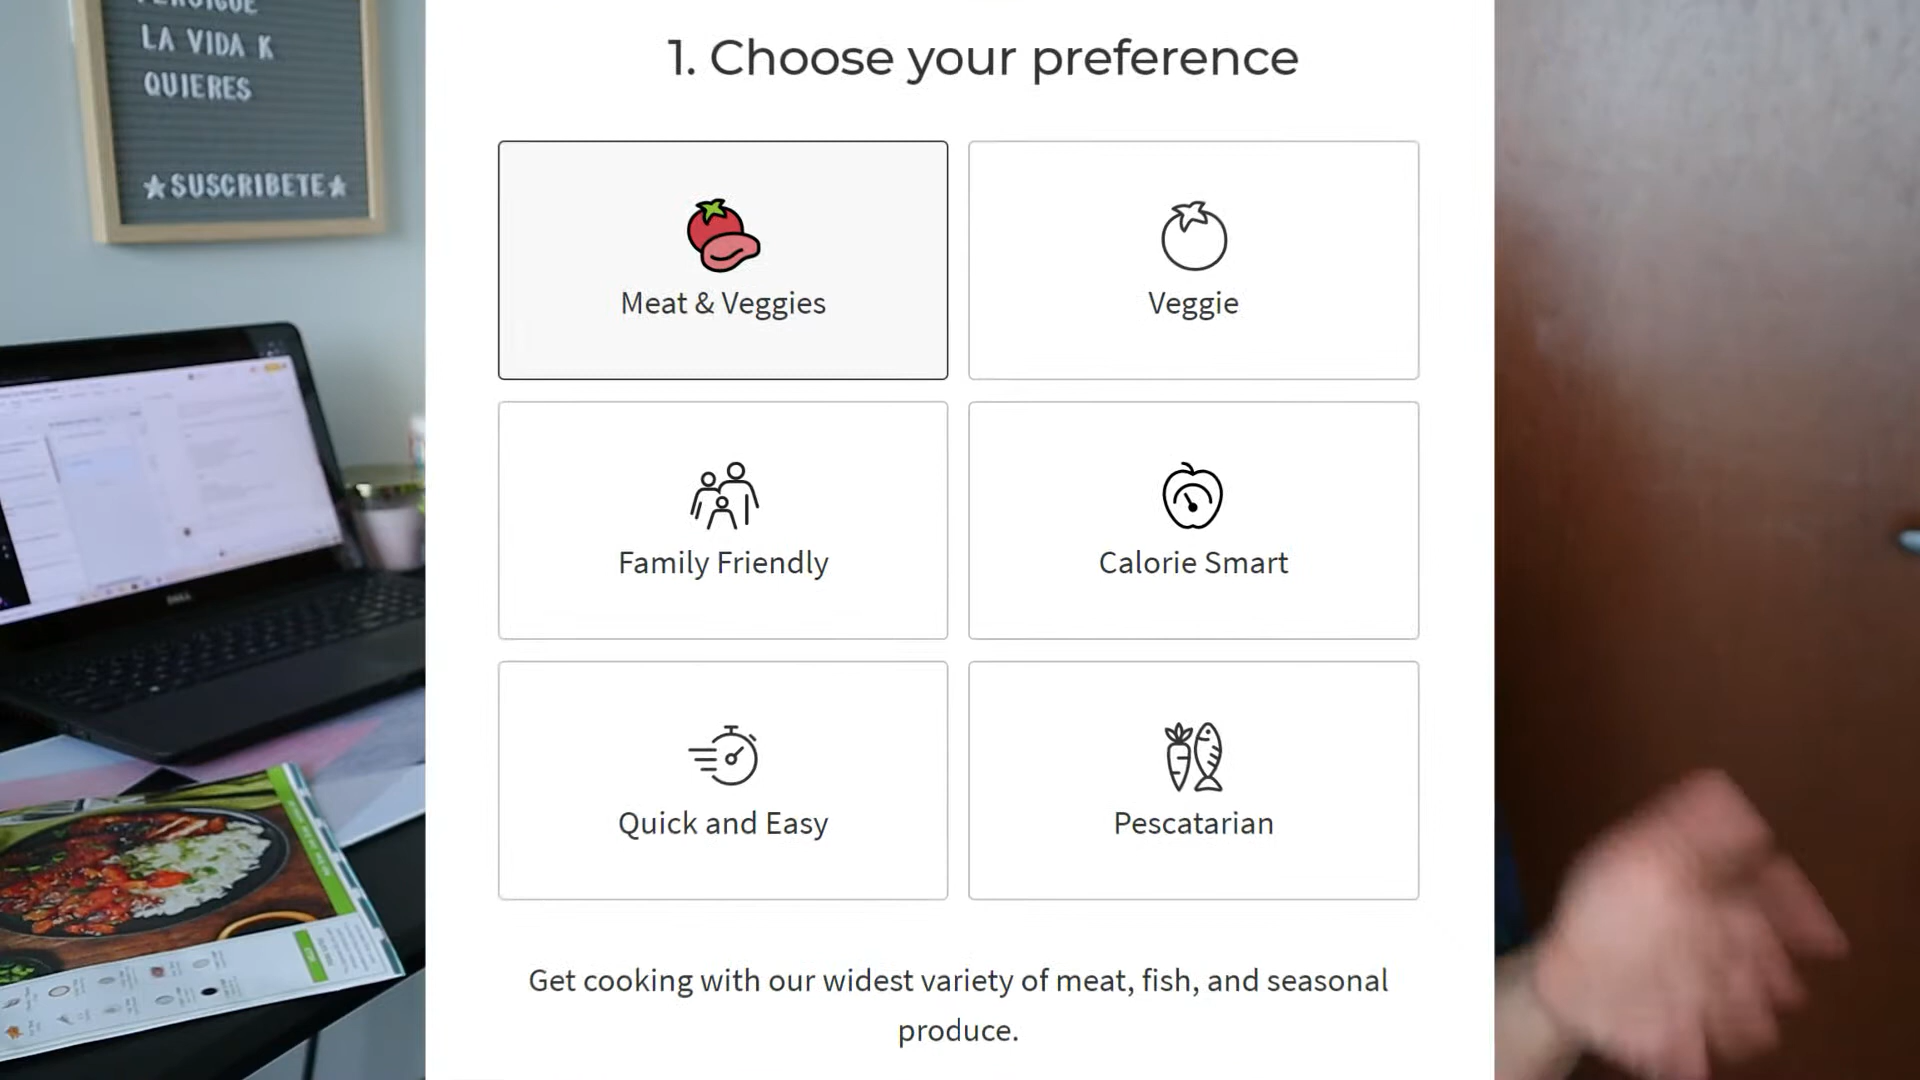 LA VIDA K
QUIERES
★SUSCRIBETE★
DELL
1. Choose your preference
Meat & Veggies
Veggie
Family Friendly
Calorie Smart
Quick and Easy
Pescatarian
Get cooking with our widest variety of meat, fish, and seasonal
produce.